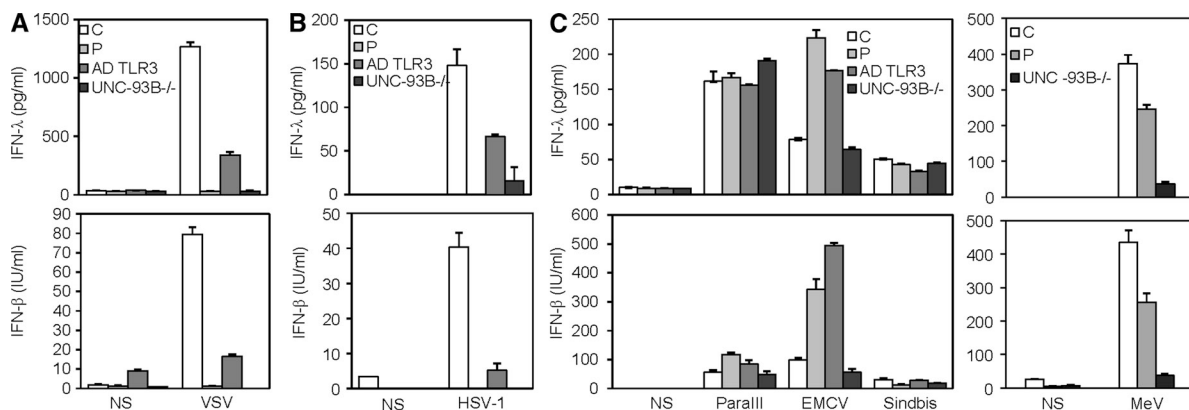 A
IFN-λ (pg/ml)
1500
1000
500
0
C
P
AD TLR3
UNC-93B-/-
IFN-β (IU/ml)
90
80
70
60
50
40
30
20
10
0
NS VSV
B
IFN-λ (pg/ml)
200
150
100
50
0
C
P
AD TLR3
UNC-93B-/-
IFN-β (IU/ml)
50
40
30
20
10
0
NS HSV-1
C
IFN-λ (pg/ml)
250
200
150
100
50
0
C
P
AD TLR3
UNC-93B-/-
IFN-β (IU/ml)
600
500
400
300
200
100
0
NS ParaIII EMCV Sindbis
500
400
300
200
100
0
C
P
UNC -93B-/-
500
400
300
200
100
0
NS MeV